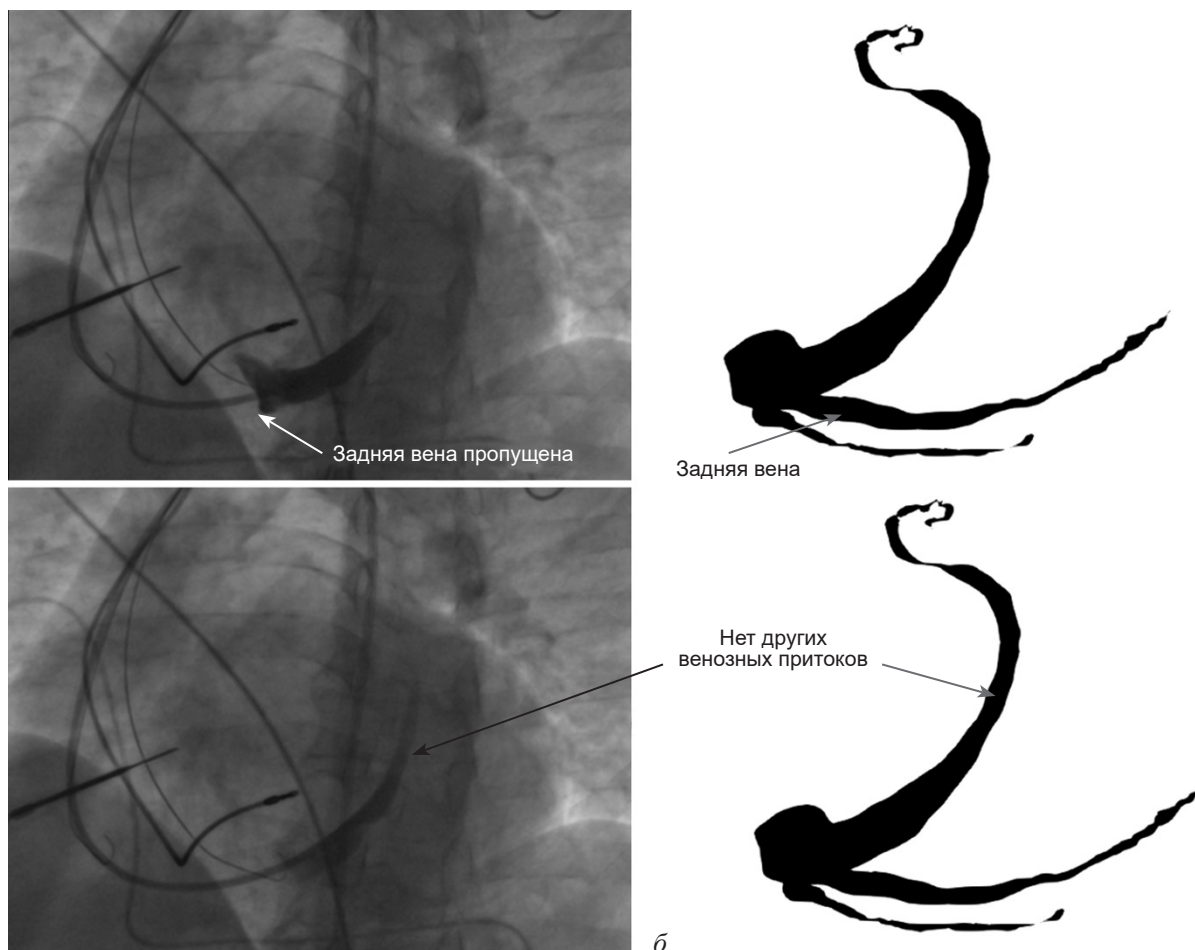 Задняя вена пропущена
Задняя вена
Нет других
венозных притоков
б